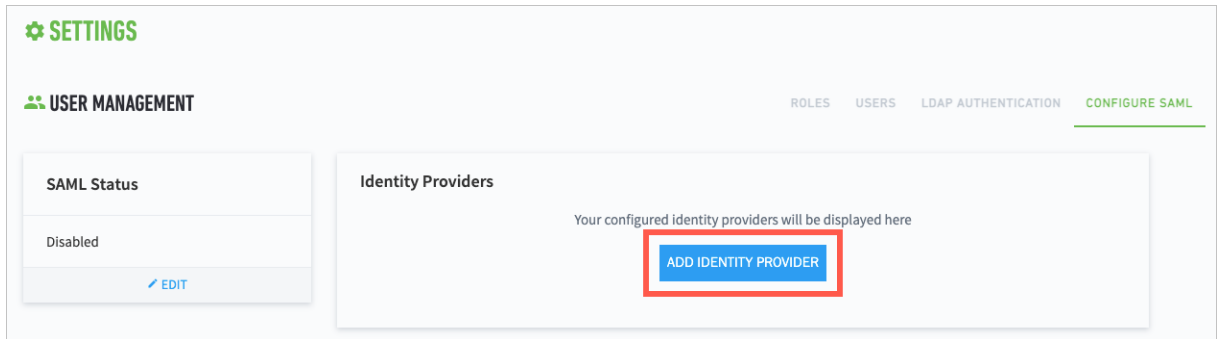 SETTINGS
USER MANAGEMENT
ROLES
USERS
LDAP AUTHENTICATION
CONFIGURE SAML
SAML Status
Disabled
EDIT
Identity Providers
Your configured identity providers will be displayed here
ADD IDENTITY PROVIDER